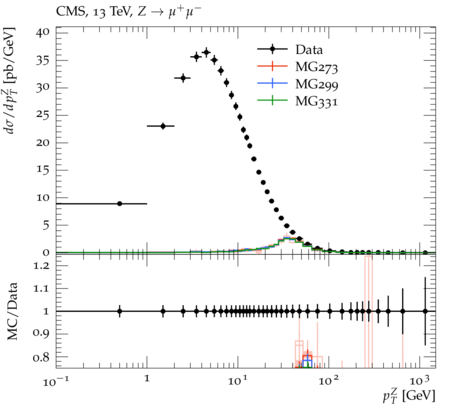 CMS, 13 TeV, Z → μ⁺μ⁻
dσ/dp_T^Z [pb/GeV]
40
35
30
25
20
15
10
5
0
Data
MG273
MG299
MG331
MC/Data
1.2
1.1
1
0.9
0.8
10⁻¹
1
10¹
10²
10³
p_T^Z [GeV]